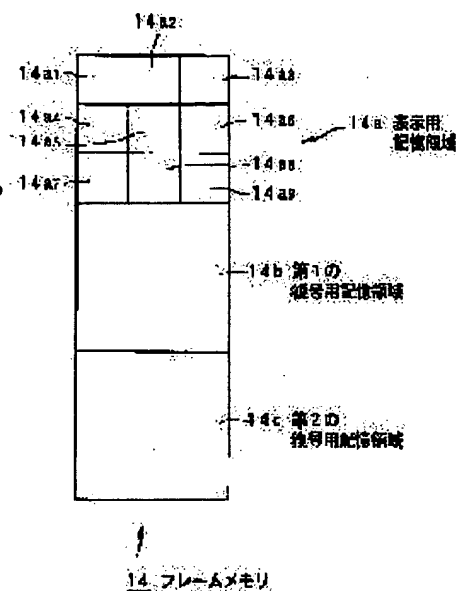 14a2
14a1
14a3
14a4
14a6
14a 表示用
記憶領域
14a5
14a8
14a7
14a9
14b 第1の
復号用記憶領域
14c 第2の
復号用記憶領域
14 フレームメモリ